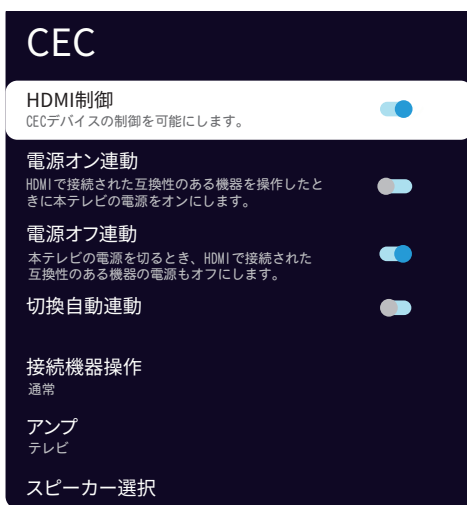 CEC
HDMI制御
CECデバイスの制御を可能にします。
電源オン連動
HDMIで接続された互換性のある機器を操作したと
きに本テレビの電源をオンにします。
電源オフ連動
本テレビの電源を切るとき、HDMIで接続された
互換性のある機器の電源もオフにします。
切換自動連動
接続機器操作
通常
アンプ
テレビ
スピーカー選択